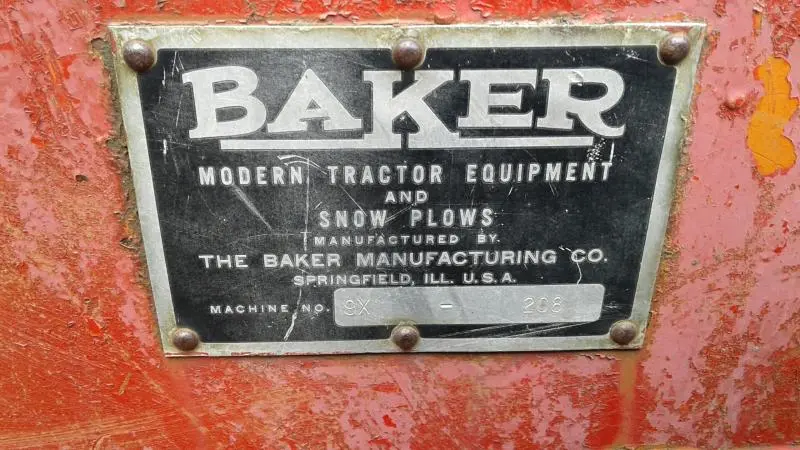 BAKER
MODERN TRACTOR EQUIPMENT
AND
SNOW PLOWS
MANUFACTURED BY.
THE BAKER MANUFACTURING CO.
SPRINGFIELD, ILL. U.S.A.
MACHINE NO. 9X - 208